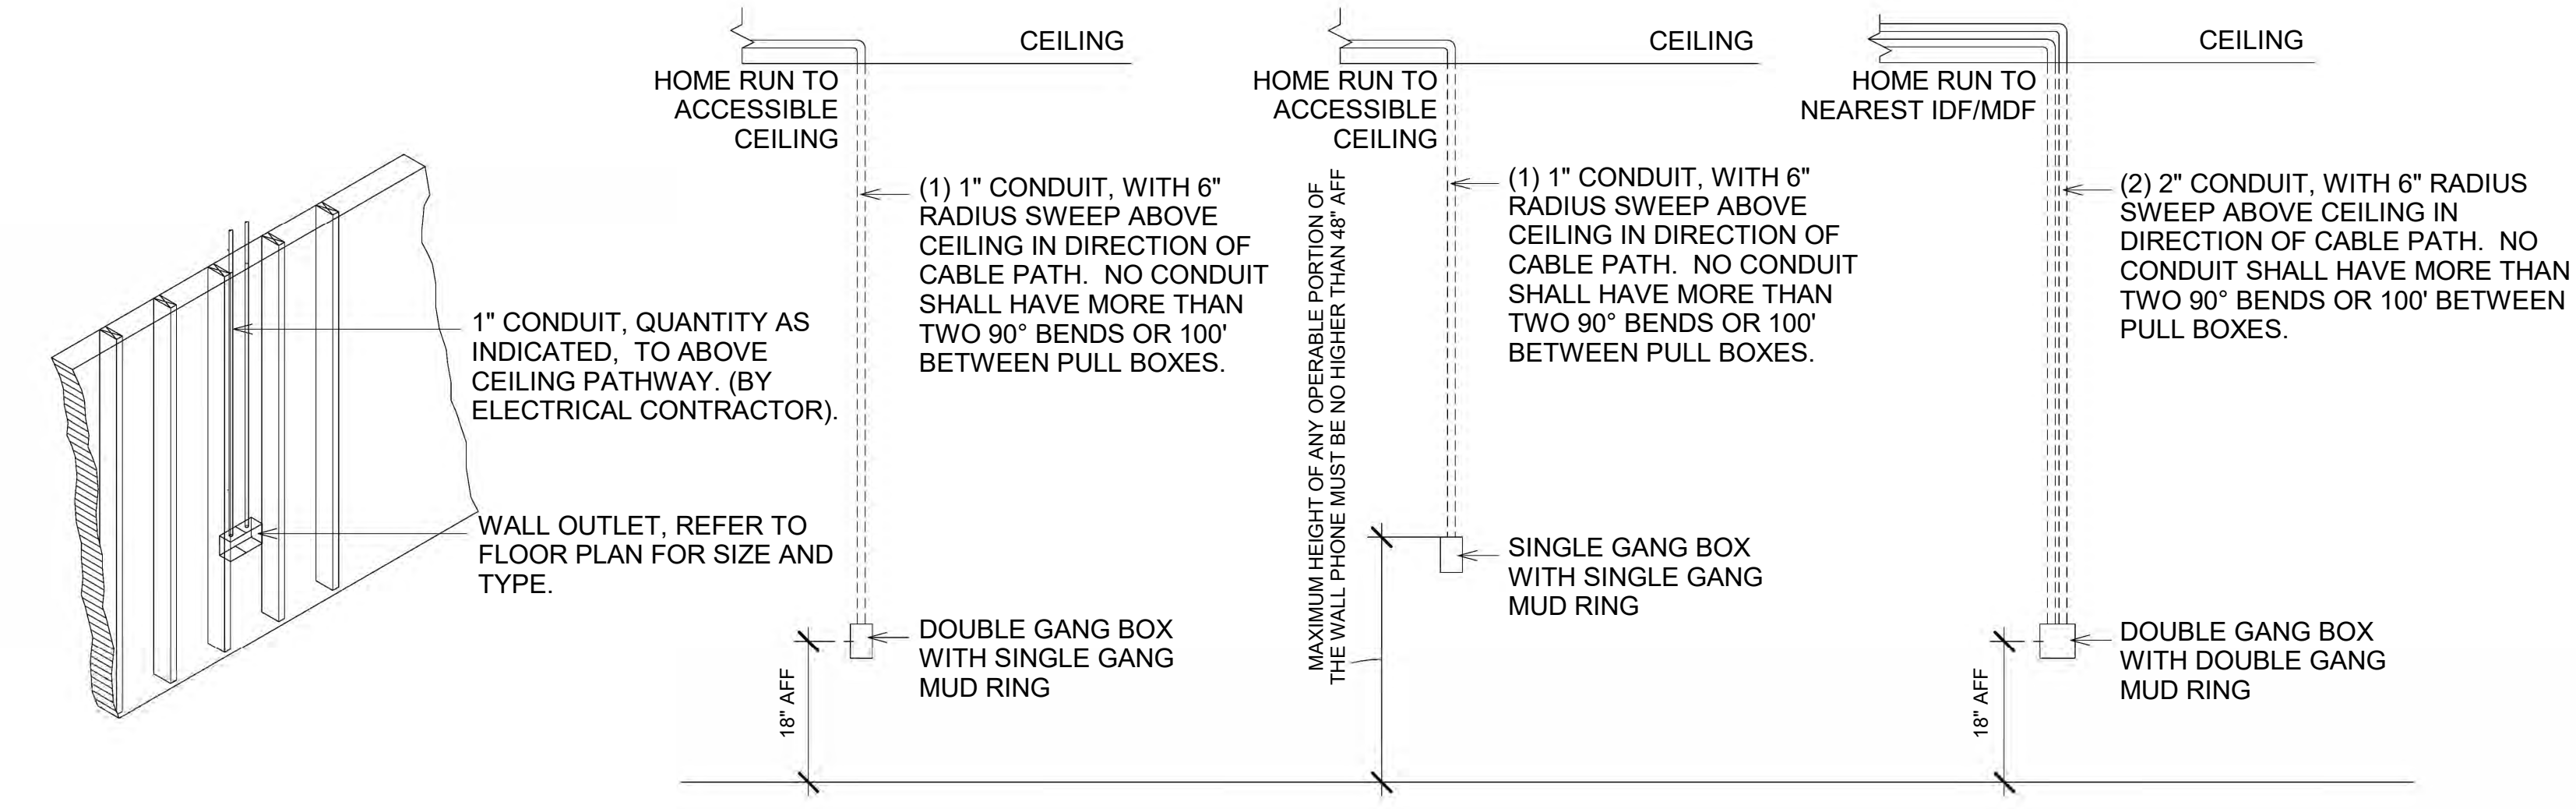 1" CONDUIT, QUANTITY AS
INDICATED, TO ABOVE
CEILING PATHWAY. (BY
ELECTRICAL CONTRACTOR).
WALL OUTLET, REFER TO
FLOOR PLAN FOR SIZE AND
TYPE.
CEILING
HOME RUN TO
ACCESSIBLE
CEILING
(1) 1" CONDUIT, WITH 6"
RADIUS SWEEP ABOVE
CEILING IN DIRECTION OF
CABLE PATH. NO CONDUIT
SHALL HAVE MORE THAN
TWO 90° BENDS OR 100'
BETWEEN PULL BOXES.
DOUBLE GANG BOX
WITH SINGLE GANG
MUD RING
18" AFF
CEILING
HOME RUN TO
ACCESSIBLE
CEILING
(1) 1" CONDUIT, WITH 6"
RADIUS SWEEP ABOVE
CEILING IN DIRECTION OF
CABLE PATH. NO CONDUIT
SHALL HAVE MORE THAN
TWO 90° BENDS OR 100'
BETWEEN PULL BOXES.
MAXIMUM HEIGHT OF ANY OPERABLE PORTION OF
THE WALL PHONE MUST BE NO HIGHER THAN 48" AFF
SINGLE GANG BOX
WITH SINGLE GANG
MUD RING
CEILING
HOME RUN TO
NEAREST IDF/MDF
(2) 2" CONDUIT, WITH 6" RADIUS
SWEEP ABOVE CEILING IN
DIRECTION OF CABLE PATH. NO
CONDUIT SHALL HAVE MORE THAN
TWO 90° BENDS OR 100' BETWEEN
PULL BOXES.
DOUBLE GANG BOX
WITH DOUBLE GANG
MUD RING
18" AFF